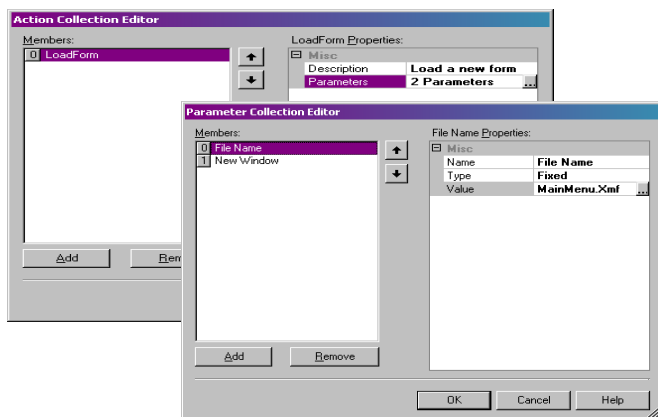 Action Collection Editor
Members:
LoadForm Properties:
0 LoadForm
Misc
Description Load a new form
Parameters 2 Parameters ...
Add
Parameter Collection Editor
Members:
File Name Properties:
0 File Name
1 New Window
Misc
Name File Name
Type Fixed
Value MainMenu.Xmf ...
Add Remove
OK Cancel Help